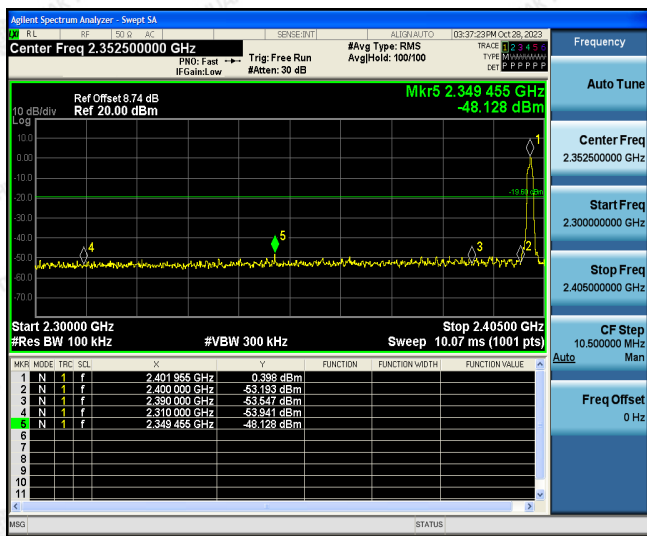 Agilent Spectrum Analyzer - Swept SA
LXI RL RF 50 Ω AC SENSE:INT ALIGN AUTO 03:37:23 PM Oct 28, 2023
Center Freq 2.352500000 GHz
PNO: Fast
IFGain:Low
Trig: Free Run
#Atten: 30 dB
#Avg Type: RMS
Avg|Hold: 100/100
TRACE 1 2 3 4 5 6
TYPE M
DET P P P P P P
Frequency
Auto Tune
Center Freq
2.352500000 GHz
Start Freq
2.300000000 GHz
Stop Freq
2.405000000 GHz
CF Step
10.500000 MHz
Auto Man
Freq Offset
0 Hz
Mkr5 2.349 455 GHz
-48.128 dBm
10 dB/div
Log
Ref Offset 8.74 dB
Ref 20.00 dBm
10.0
0.00
-10.0
-20.0
-30.0
-40.0
-50.0
-60.0
-70.0
-19.60 dBm
1
5
4
3
2
Start 2.30000 GHz Stop 2.40500 GHz
#Res BW 100 kHz #VBW 300 kHz Sweep 10.07 ms (1001 pts)
MKR MODE TRC SCL X Y FUNCTION FUNCTION WIDTH FUNCTION VALUE
1 N 1 f 2.401 955 GHz 0.398 dBm
2 N 1 f 2.400 000 GHz -53.193 dBm
3 N 1 f 2.390 000 GHz -53.547 dBm
4 N 1 f 2.310 000 GHz -53.941 dBm
5 N 1 f 2.349 455 GHz -48.128 dBm
6
7
8
9
10
11
MSG STATUS